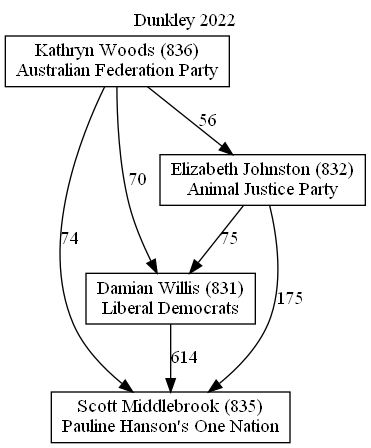 Dunkley 2022
Kathryn Woods (836)
Australian Federation Party
56
Elizabeth Johnston (832)
Animal Justice Party
70
74
75
Damian Willis (831)
Liberal Democrats
175
614
Scott Middlebrook (835)
Pauline Hanson's One Nation